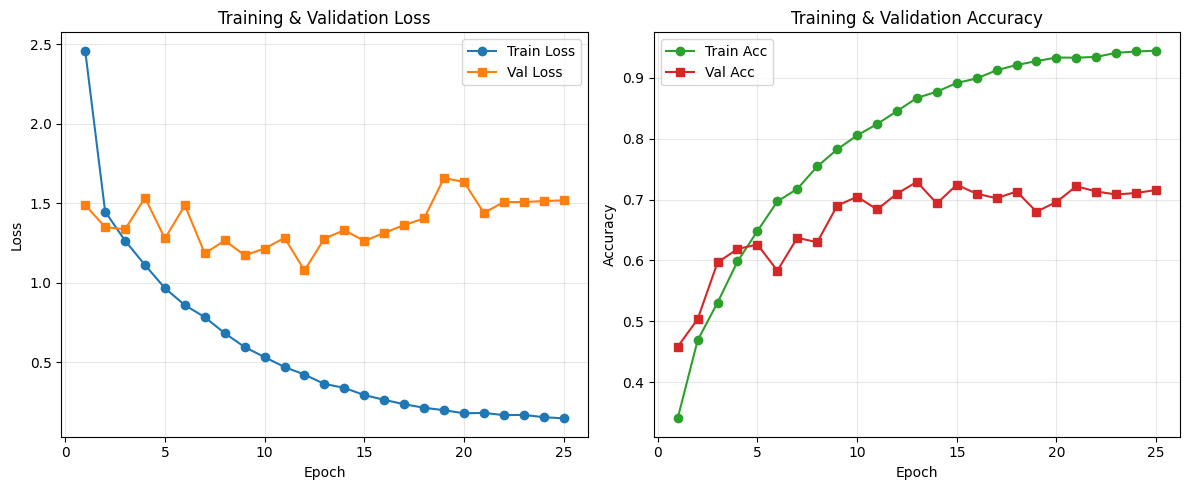 Training & Validation Loss
Train Loss
Val Loss
2.5
2.0
1.5
1.0
0.5
Loss
0
5
10
15
20
25
Epoch
Training & Validation Accuracy
Train Acc
Val Acc
0.9
0.8
0.7
0.6
0.5
0.4
Accuracy
0
5
10
15
20
25
Epoch